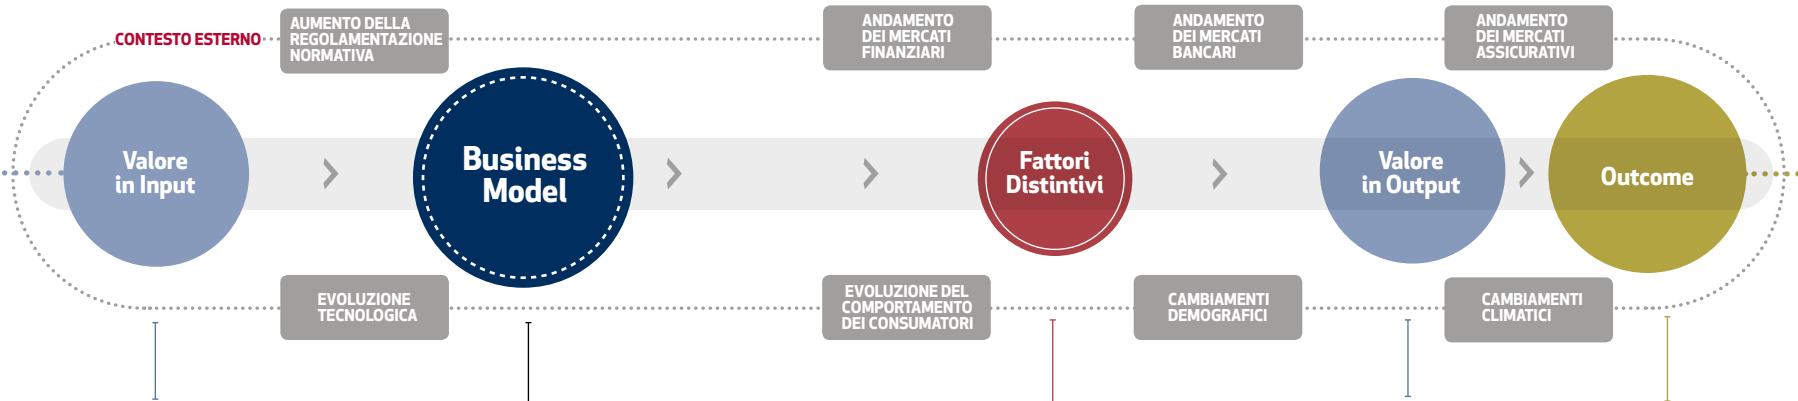 CONTESTO ESTERNO
AUMENTO DELLA
REGOLAMENTAZIONE
NORMATIVA
ANDAMENTO
DEI MERCATI
FINANZIARI
ANDAMENTO
DEI MERCATI
BANCARI
ANDAMENTO
DEI MERCATI
ASSICURATIVI
Valore
in Input
Business
Model
Fattori
Distintivi
Valore
in Output
Outcome
EVOLUZIONE
TECNOLOGICA
EVOLUZIONE DEL
COMPORTAMENTO
DEI CONSUMATORI
CAMBIAMENTI
DEMOGRAFICI
CAMBIAMENTI
CLIMATICI